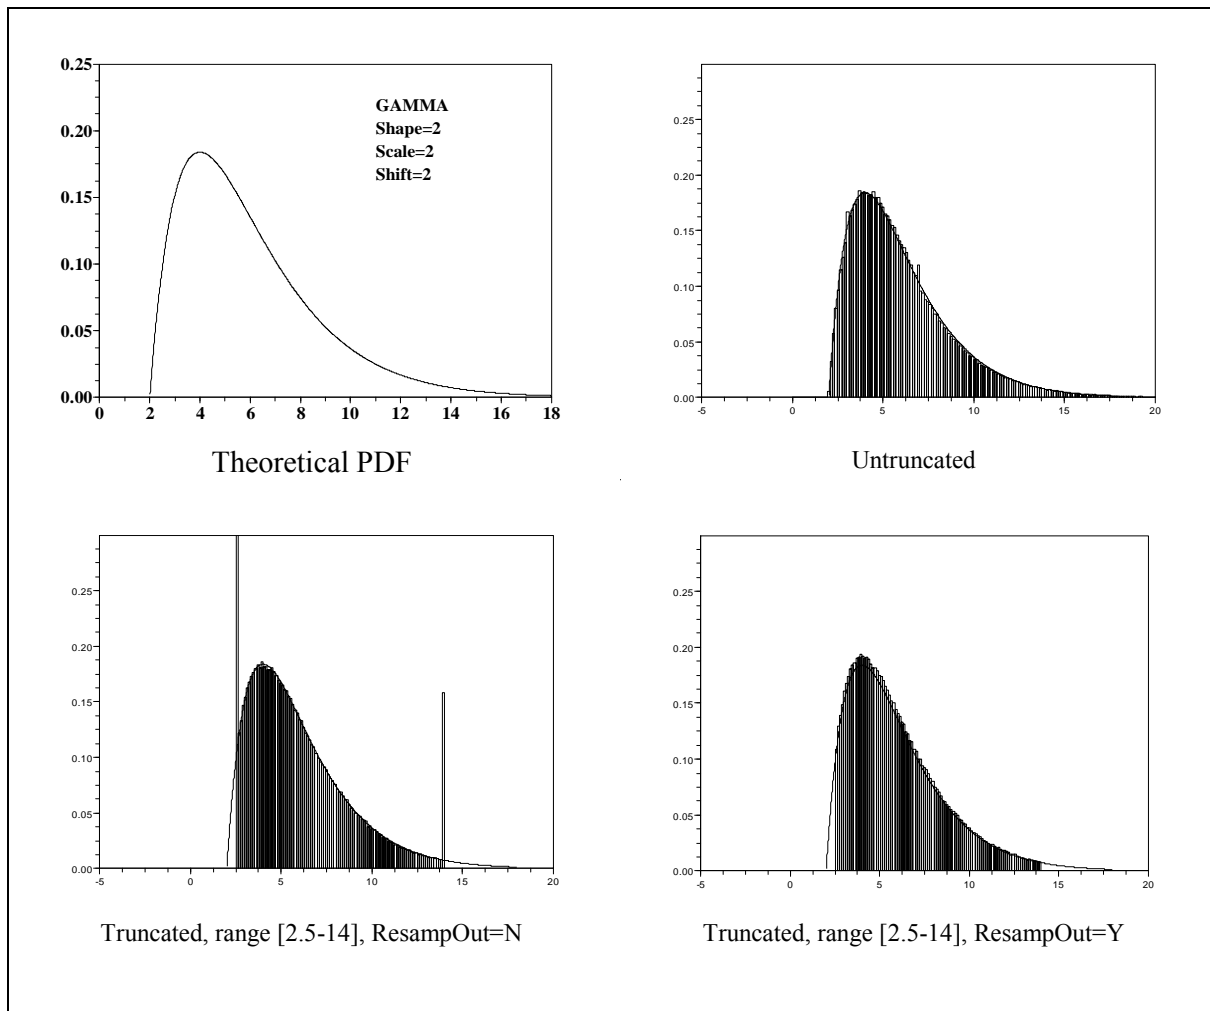 0.25
0.20
0.15
0.10
0.05
0.00
0 2 4 6 8 10 12 14 16 18
GAMMA
Shape=2
Scale=2
Shift=2
Theoretical PDF
0.25
0.20
0.15
0.10
0.05
0.00
-5 0 5 10 15 20
Untruncated
0.25
0.20
0.15
0.10
0.05
0.00
-5 0 5 10 15 20
Truncated, range [2.5-14], ResampOut=N
0.25
0.20
0.15
0.10
0.05
0.00
-5 0 5 10 15 20
Truncated, range [2.5-14], ResampOut=Y